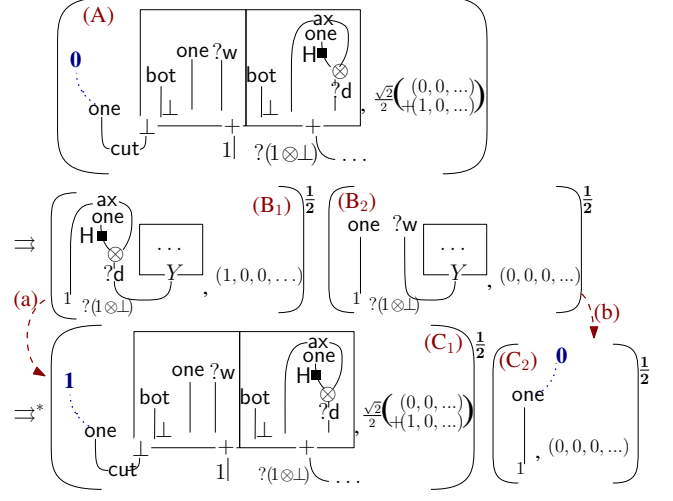 (A)
ax
one
H
0
one ?w
⊗
bot
bot
?d
⊥
⊥
, √2/2 ( (0, 0, ...)
+(1, 0, ...) )
one
⊥
+
+
cut
1
?(1⊗⊥)
. . .
⇉
ax
one
H
⊗
?d
1
?(1⊗⊥)
. . .
Y
, (1, 0, 0, . . .)
(B1)
1/2
(B2)
one
?w
. . .
Y
1
?(1⊗⊥)
, (0, 0, 0, ...)
1/2
(a)
(b)
⇉*
1
one
cut
⊥
bot
⊥
one ?w
+
1
bot
⊥
ax
one
H
⊗
?d
+
?(1⊗⊥)
. . .
, √2/2 ( (0, 0, ...)
+(1, 0, ...) )
(C1)
1/2
(C2)
0
one
1
, (0, 0, 0, ...)
1/2